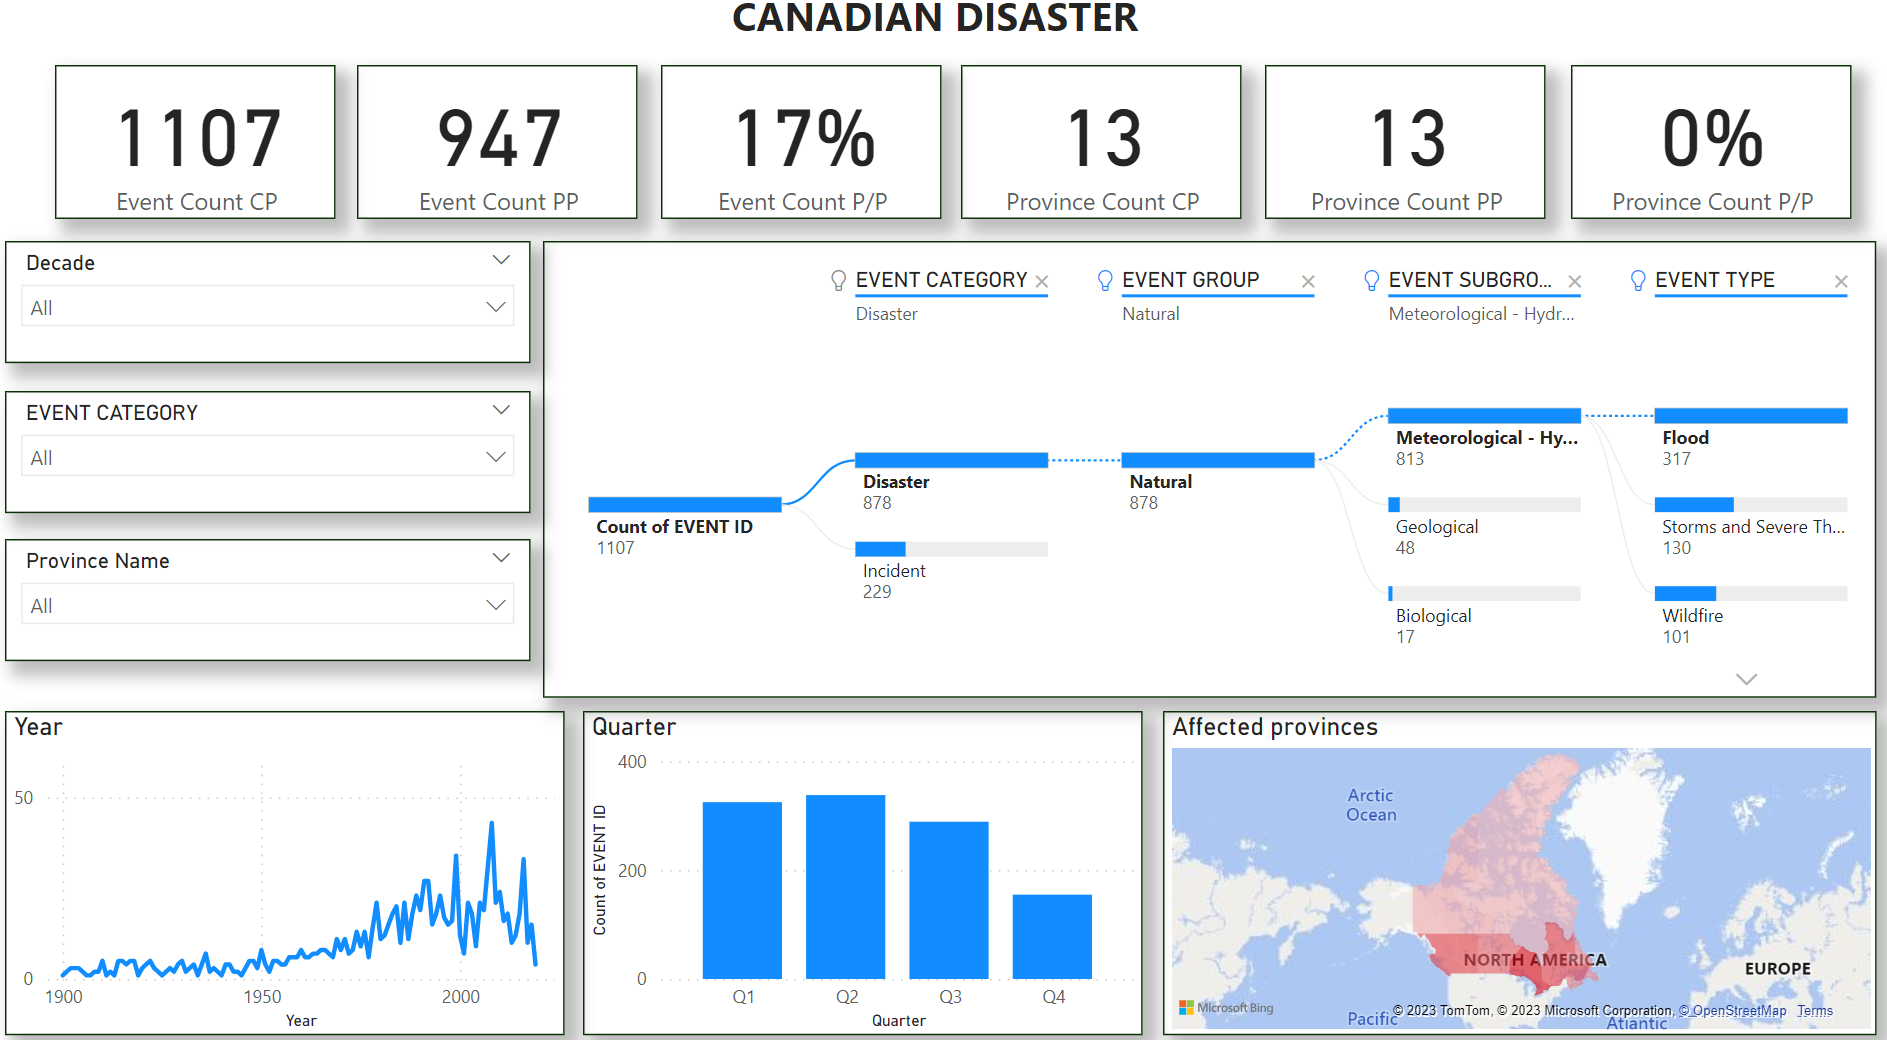 CANADIAN DISASTER
1107
Event Count CP
947
Event Count PP
17%
Event Count P/P
13
Province Count CP
13
Province Count PP
0%
Province Count P/P
Decade
All
EVENT CATEGORY
All
Province Name
All
EVENT CATEGORY
Disaster
EVENT GROUP
Natural
EVENT SUBGRO...
Meteorological - Hydr...
EVENT TYPE
Count of EVENT ID
1107
Disaster
878
Incident
229
Natural
878
Meteorological - Hy...
813
Geological
48
Biological
17
Flood
317
Storms and Severe Th...
130
Wildfire
101
Year
50
0
1900 1950 2000
Year
Quarter
Count of EVENT ID
400
200
0
Q1 Q2 Q3 Q4
Quarter
Affected provinces
Arctic
Ocean
NORTH AMERICA
EUROPE
Microsoft Bing
Pacific
Atlantic
© 2023 TomTom, © 2023 Microsoft Corporation, © OpenStreetMap Terms